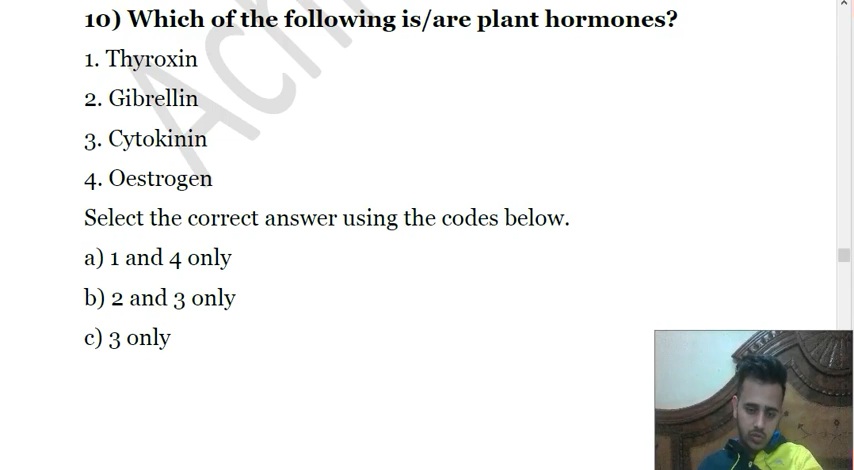 10) Which of the following is/are plant hormones?
1. Thyroxin
2. Gibrellin
3. Cytokinin
4. Oestrogen
Select the correct answer using the codes below.
a) 1 and 4 only
b) 2 and 3 only
c) 3 only